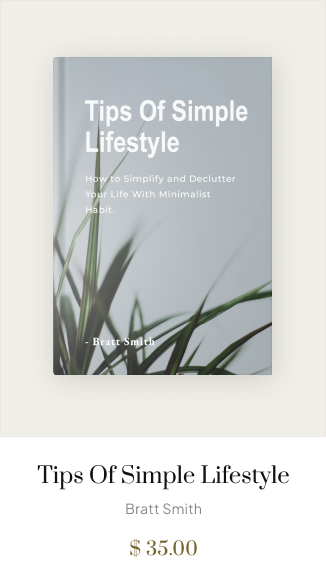 Tips Of Simple
Lifestyle
How to Simplify and Declutter
Your Life With Minimalist
Habit.
- Bratt Smith
Tips Of Simple Lifestyle
Bratt Smith
$ 35.00